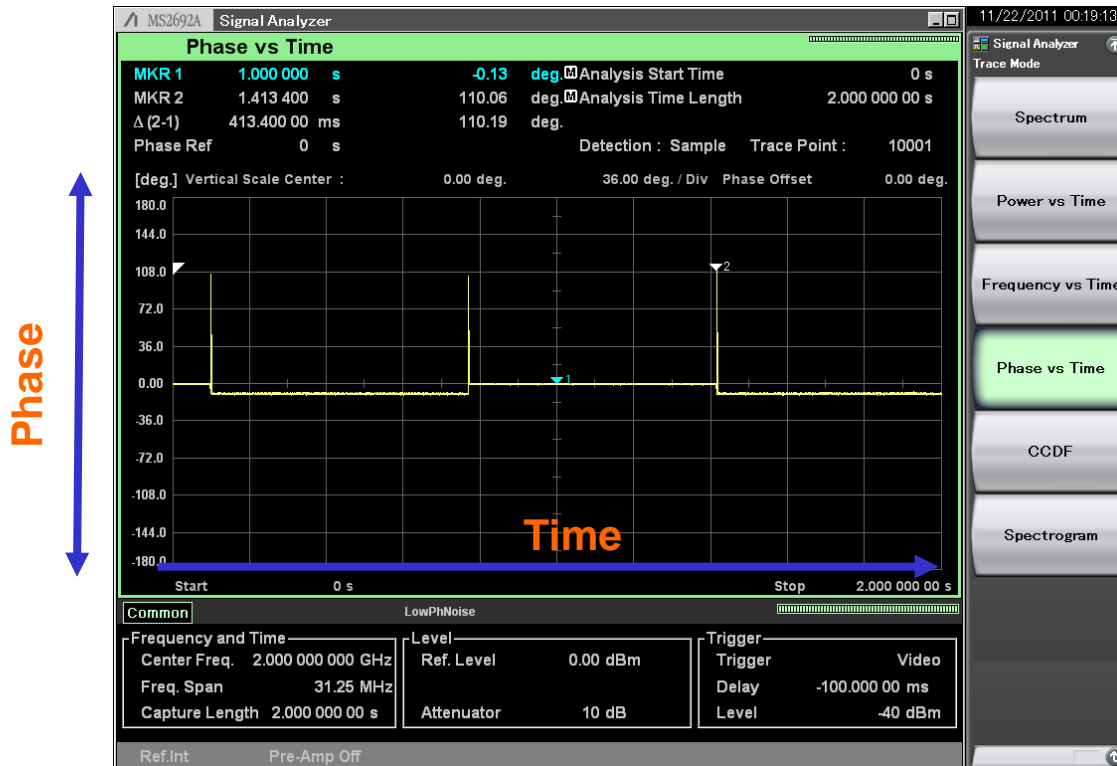 MS2692A Signal Analyzer
11/22/2011 00:19:13
Phase vs Time
MKR 1 1.000 000 s -0.13 deg. M Analysis Start Time 0 s
MKR 2 1.413 400 s 110.06 deg. M Analysis Time Length 2.000 000 00 s
Δ (2-1) 413.400 00 ms 110.19 deg.
Phase Ref 0 s Detection : Sample Trace Point : 10001
[deg.] Vertical Scale Center : 0.00 deg. 36.00 deg. / Div Phase Offset 0.00 deg.
180.0
144.0
108.0
72.0
36.0
0.00
-36.0
-72.0
-108.0
-144.0
-180.0
2
1
Phase
Time
Start 0 s Stop 2.000 000 00 s
Common LowPhNoise
Frequency and Time
Center Freq. 2.000 000 000 GHz
Freq. Span 31.25 MHz
Capture Length 2.000 000 00 s
Level
Ref. Level 0.00 dBm
Attenuator 10 dB
Trigger
Trigger Video
Delay -100.000 00 ms
Level -40 dBm
Ref.Int Pre-Amp Off
Signal Analyzer
Trace Mode
Spectrum
Power vs Time
Frequency vs Time
Phase vs Time
CCDF
Spectrogram